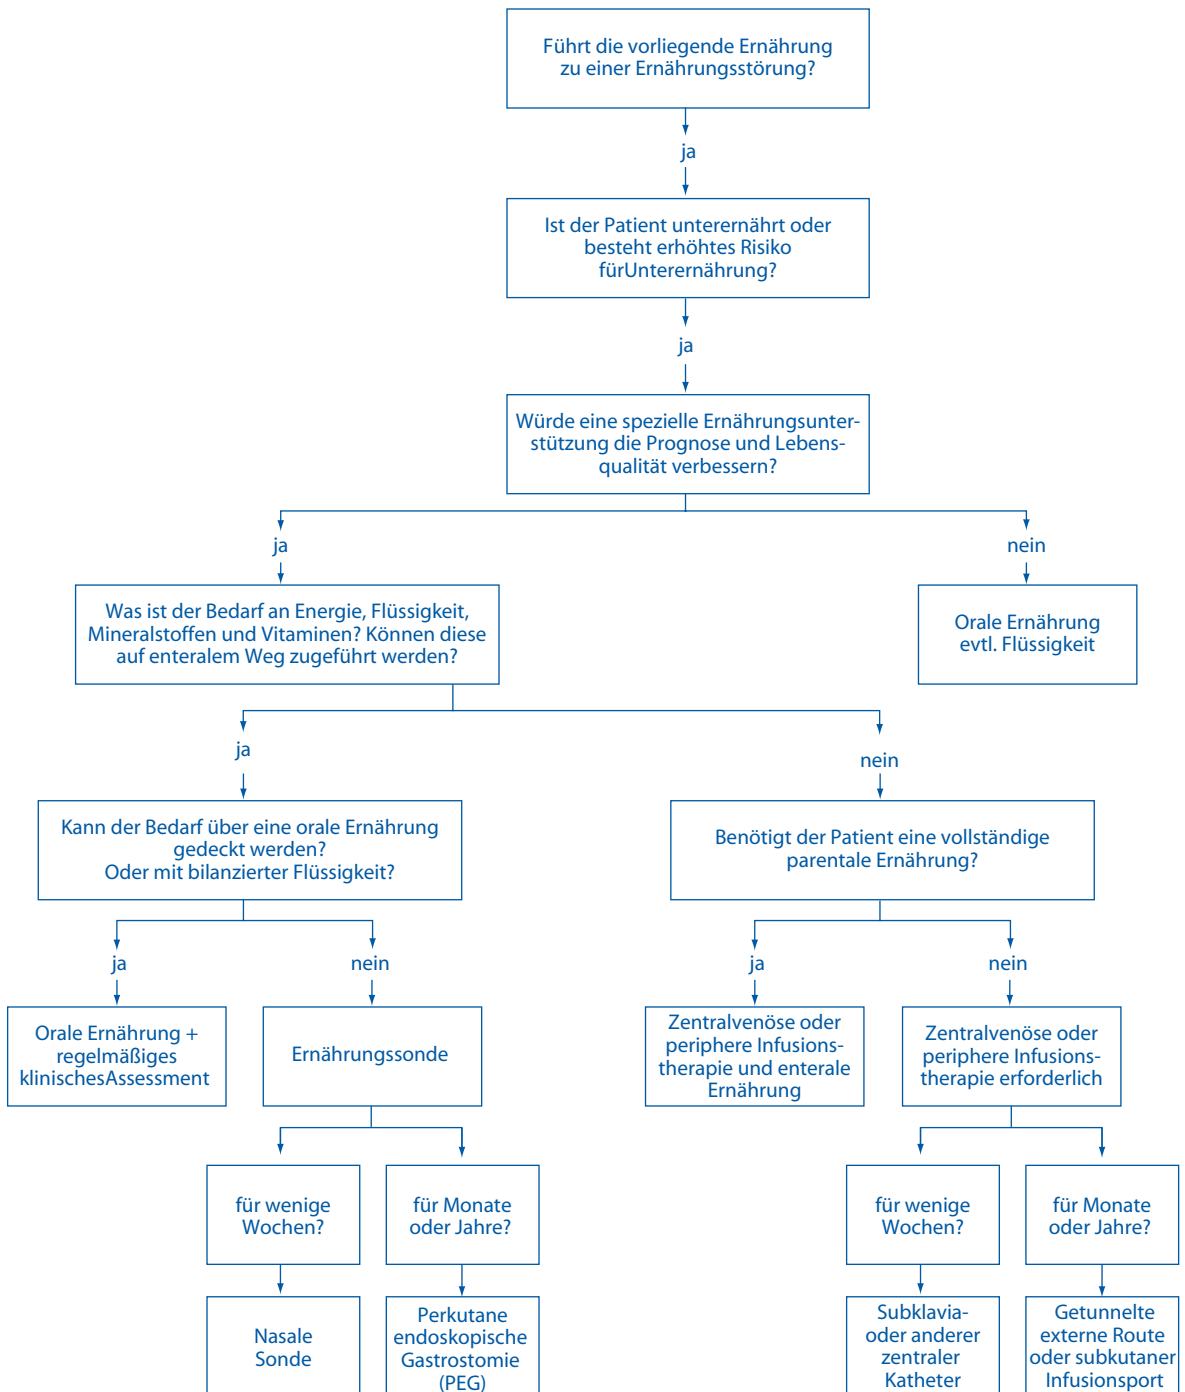 Führt die vorliegende Ernährung
zu einer Ernährungsstörung?
ja
Ist der Patient unterernährt oder
besteht erhöhtes Risiko
fürUnterernährung?
ja
Würde eine spezielle Ernährungsunter-
stützung die Prognose und Lebens-
qualität verbessern?
ja
nein
Was ist der Bedarf an Energie, Flüssigkeit,
Mineralstoffen und Vitaminen? Können diese
auf enteralem Weg zugeführt werden?
Orale Ernährung
evtl. Flüssigkeit
ja
nein
Kann der Bedarf über eine orale Ernährung
gedeckt werden?
Oder mit bilanzierter Flüssigkeit?
Benötigt der Patient eine vollständige
parentale Ernährung?
ja
nein
ja
nein
Orale Ernährung +
regelmäßiges
klinischesAssessment
Ernährungssonde
Zentralvenöse oder
periphere Infusions-
therapie und enterale
Ernährung
Zentralvenöse oder
periphere Infusions-
therapie erforderlich
für wenige
Wochen?
für Monate
oder Jahre?
für wenige
Wochen?
für Monate
oder Jahre?
Nasale
Sonde
Perkutane
endoskopische
Gastrostomie
(PEG)
Subklavia-
oder anderer
zentraler
Katheter
Getunnelte
externe Route
oder subkutaner
Infusionsport